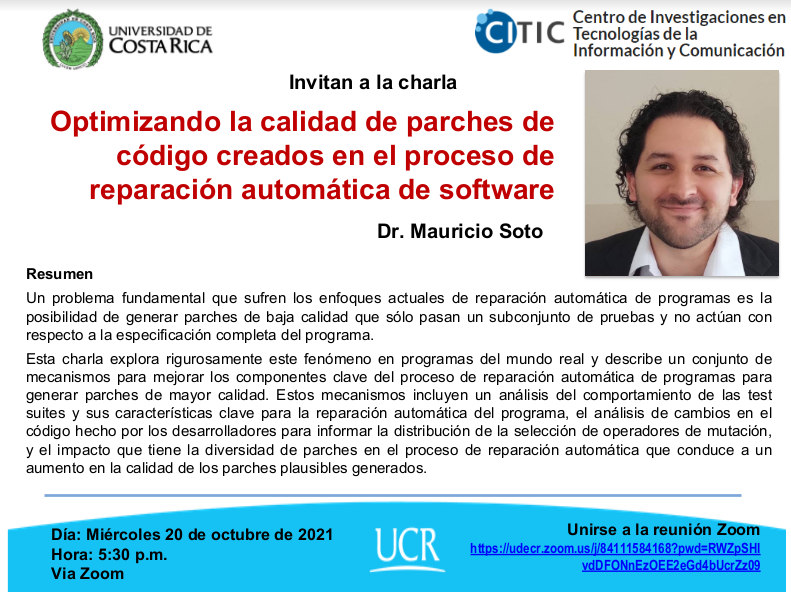 UNIVERSIDAD DE
COSTA RICA
CITIC
Centro de Investigaciones en
Tecnologías de la
Información y Comunicación
Invitan a la charla
Optimizando la calidad de parches de
código creados en el proceso de
reparación automática de software
Dr. Mauricio Soto
Resumen
Un problema fundamental que sufren los enfoques actuales de reparación automática de programas es la
posibilidad de generar parches de baja calidad que sólo pasan un subconjunto de pruebas y no actúan con
respecto a la especificación completa del programa.
Esta charla explora rigurosamente este fenómeno en programas del mundo real y describe un conjunto de
mecanismos para mejorar los componentes clave del proceso de reparación automática de programas para
generar parches de mayor calidad. Estos mecanismos incluyen un análisis del comportamiento de las test
suites y sus características clave para la reparación automática del programa, el análisis de cambios en el
código hecho por los desarrolladores para informar la distribución de la selección de operadores de mutación,
y el impacto que tiene la diversidad de parches en el proceso de reparación automática que conduce a un
aumento en la calidad de los parches plausibles generados.
Día: Miércoles 20 de octubre de 2021
Hora: 5:30 p.m.
Via Zoom
UCR
Unirse a la reunión Zoom
https://udecr.zoom.us/j/84111584168?pwd=RWZpSHl
vdDFONnEzOEE2eGd4bUcrZz09